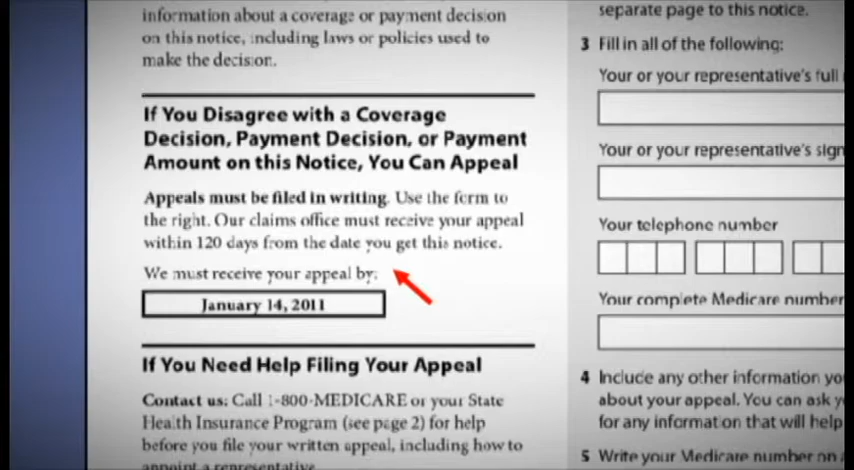 information about a coverage or payment decision
on this notice, including laws or policies used to
make the decision.
If You Disagree with a Coverage
Decision, Payment Decision, or Payment
Amount on this Notice, You Can Appeal
Appeals must be filed in writing. Use the form to
the right. Our claims office must receive your appeal
within 120 days from the date you get this notice.
We must receive your appeal by:
January 14, 2011
If You Need Help Filing Your Appeal
Contact us: Call 1-800-MEDICARE or your State
Health Insurance Program (see page 2) for help
before you file your written appeal, including how to
appoint a representative.
separate page to this notice.
3 Fill in all of the following:
Your or your representative's full
Your or your representative's sign
Your telephone number
Your complete Medicare number
4 Include any other information yo
about your appeal. You can ask y
for any information that will help
5 Write your Medicare number on